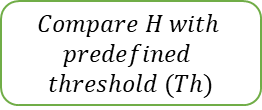 Compare H with
predefined
threshold (Th)